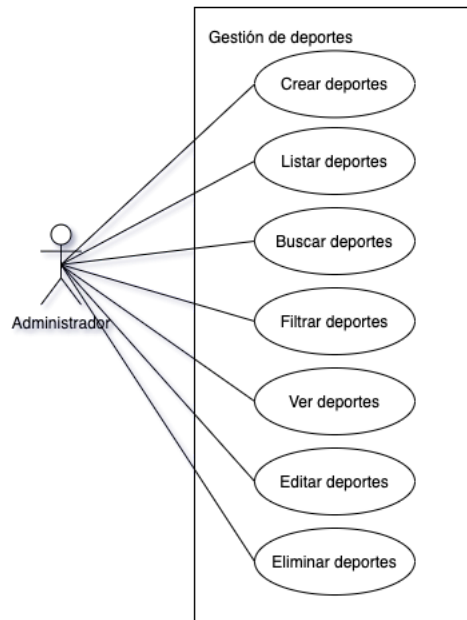 Gestión de deportes
Crear deportes
Listar deportes
Buscar deportes
Administrador
Filtrar deportes
Ver deportes
Editar deportes
Eliminar deportes